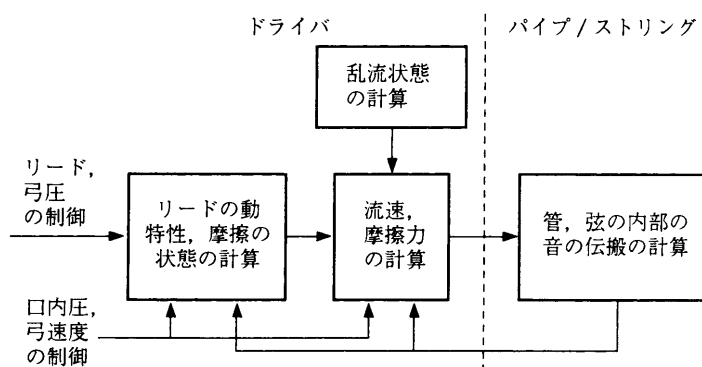 ドライバ
パイプ/ストリング
乱流状態
の計算
リード,
弓圧
の制御
リードの動
特性,摩擦の
状態の計算
流速,
摩擦力
の計算
管,弦の内部の
音の伝搬の計算
口内圧,
弓速度
の制御